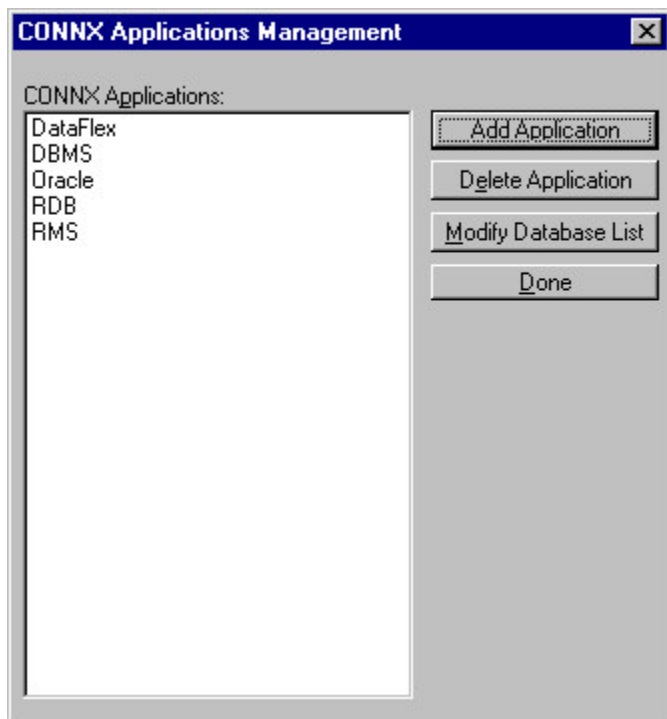 CONNX Applications Management
CONNX Applications:
DataFlex
DBMS
Oracle
RDB
RMS
Add Application
Delete Application
Modify Database List
Done